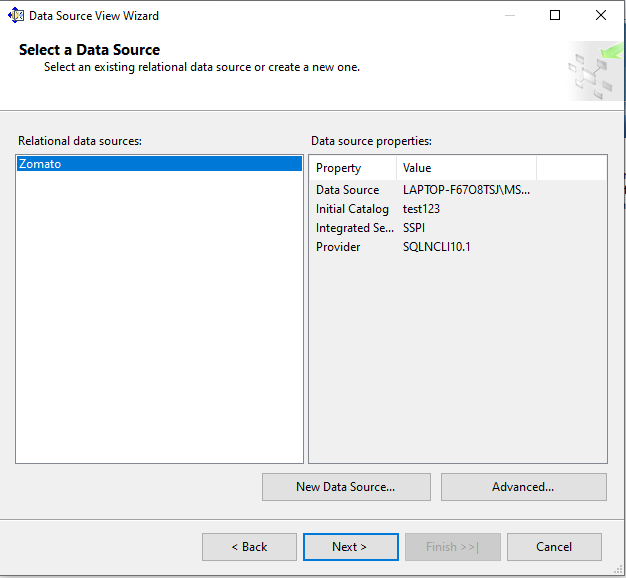 Data Source View Wizard
Select a Data Source
Select an existing relational data source or create a new one.
Relational data sources:
Zomato
Data source properties:
Property Value
Data Source LAPTOP-F67O8TSJ\MS...
Initial Catalog test123
Integrated Se... SSPI
Provider SQLNCLI10.1
New Data Source... Advanced...
< Back Next > Finish >>| Cancel